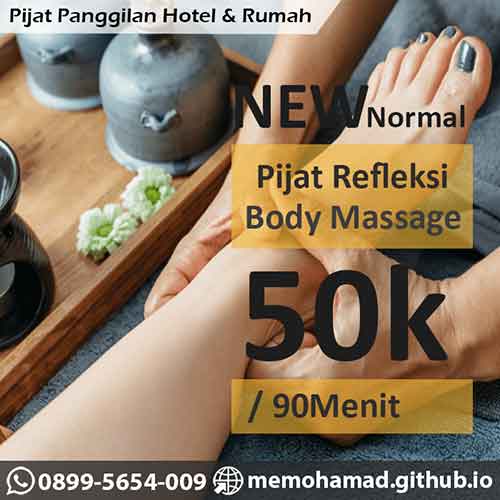 Pijat Panggilan Hotel & Rumah
NEW Normal
Pijat Refleksi
Body Massage
50k
/ 90Menit
0899-5654-009 memohamad.github.io